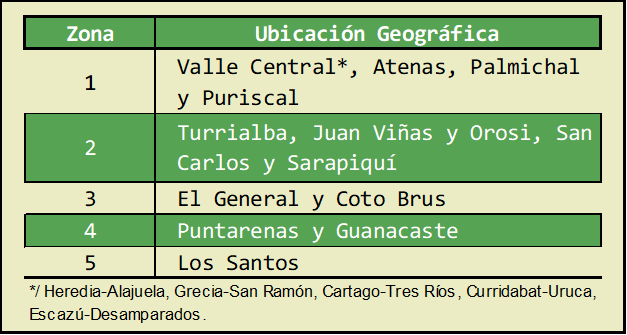 Zona Ubicación Geográfica
1 Valle Central*, Atenas, Palmichal
y Puriscal
2 Turrialba, Juan Viñas y Orosi, San
Carlos y Sarapiquí
3 El General y Coto Brus
4 Puntarenas y Guanacaste
5 Los Santos
*/ Heredia-Alajuela, Grecia-San Ramón, Cartago-Tres Ríos, Curridabat-Uruca,
Escazú-Desamparados.